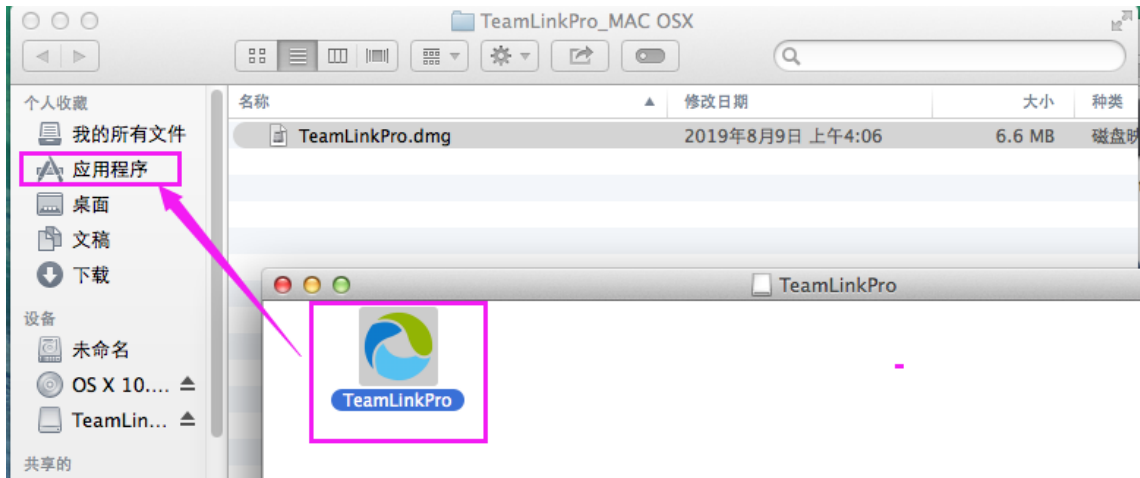 TeamLinkPro_MAC OSX
个人收藏
我的所有文件
应用程序
桌面
文稿
下载
设备
未命名
OS X 10....
TeamLin...
共享的
名称 修改日期 大小 种类
TeamLinkPro.dmg 2019年8月9日 上午4:06 6.6 MB 磁盘映
TeamLinkPro
TeamLinkPro